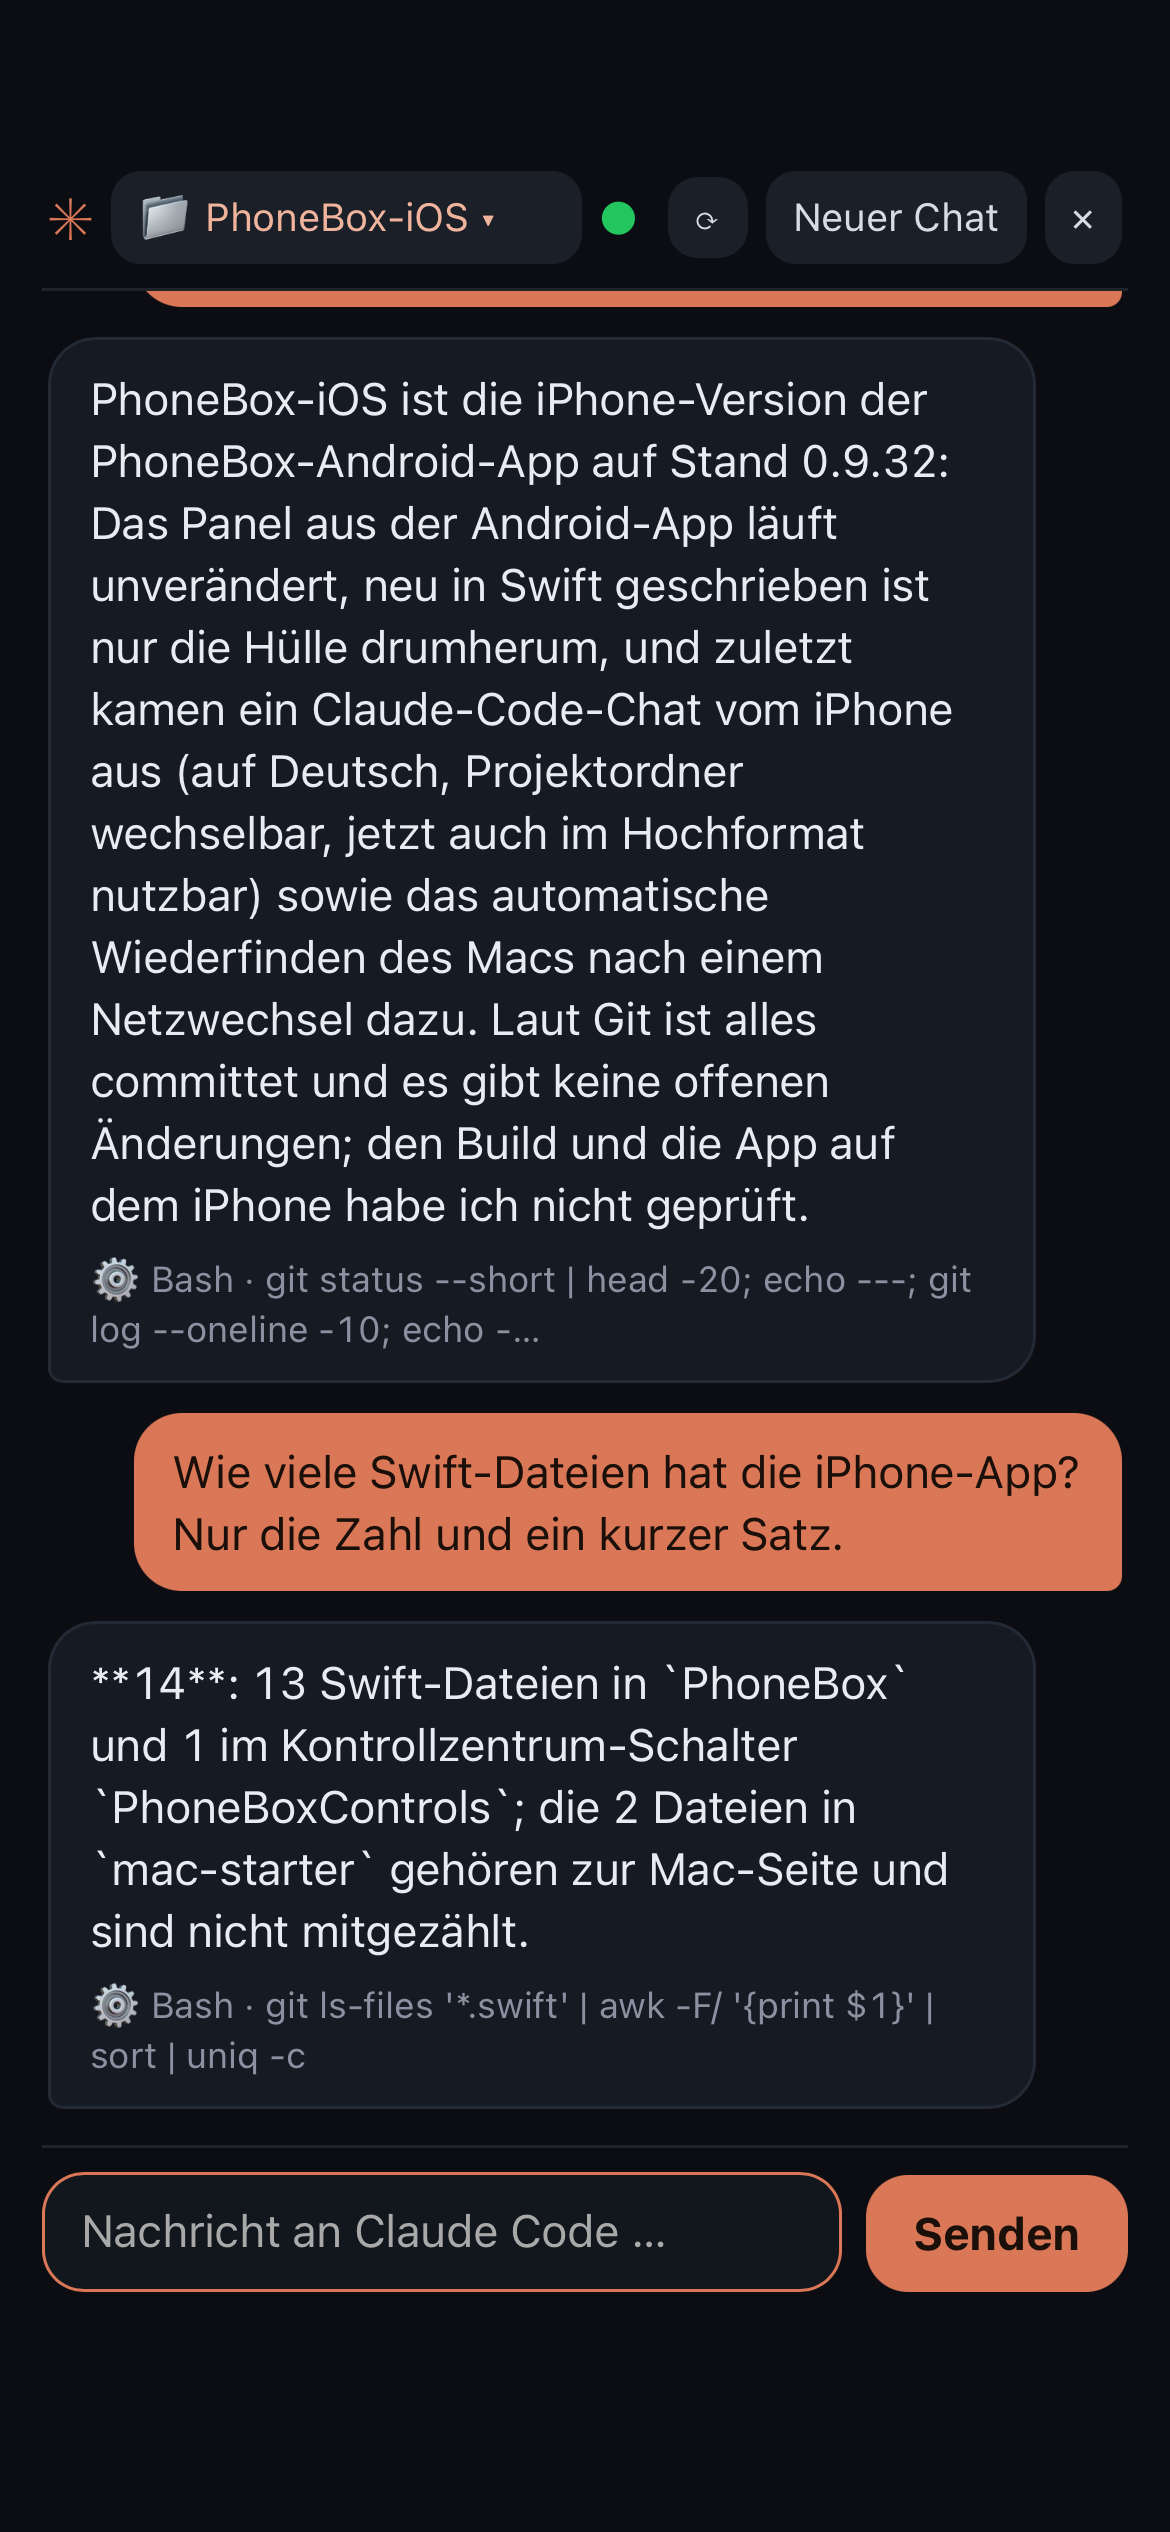 PhoneBox-iOS ▾
⟳
Neuer Chat
✕
PhoneBox-iOS ist die iPhone-Version der
PhoneBox-Android-App auf Stand 0.9.32:
Das Panel aus der Android-App läuft
unverändert, neu in Swift geschrieben ist
nur die Hülle drumherum, und zuletzt
kamen ein Claude-Code-Chat vom iPhone
aus (auf Deutsch, Projektordner
wechselbar, jetzt auch im Hochformat
nutzbar) sowie das automatische
Wiederfinden des Macs nach einem
Netzwechsel dazu. Laut Git ist alles
committet und es gibt keine offenen
Änderungen; den Build und die App auf
dem iPhone habe ich nicht geprüft.
⚙️ Bash · git status --short | head -20; echo ---; git
log --oneline -10; echo -...
Wie viele Swift-Dateien hat die iPhone-App?
Nur die Zahl und ein kurzer Satz.
**14**: 13 Swift-Dateien in `PhoneBox`
und 1 im Kontrollzentrum-Schalter
`PhoneBoxControls`; die 2 Dateien in
`mac-starter` gehören zur Mac-Seite und
sind nicht mitgezählt.
⚙️ Bash · git ls-files '*.swift' | awk -F/ '{print $1}' |
sort | uniq -c
Nachricht an Claude Code ...
Senden